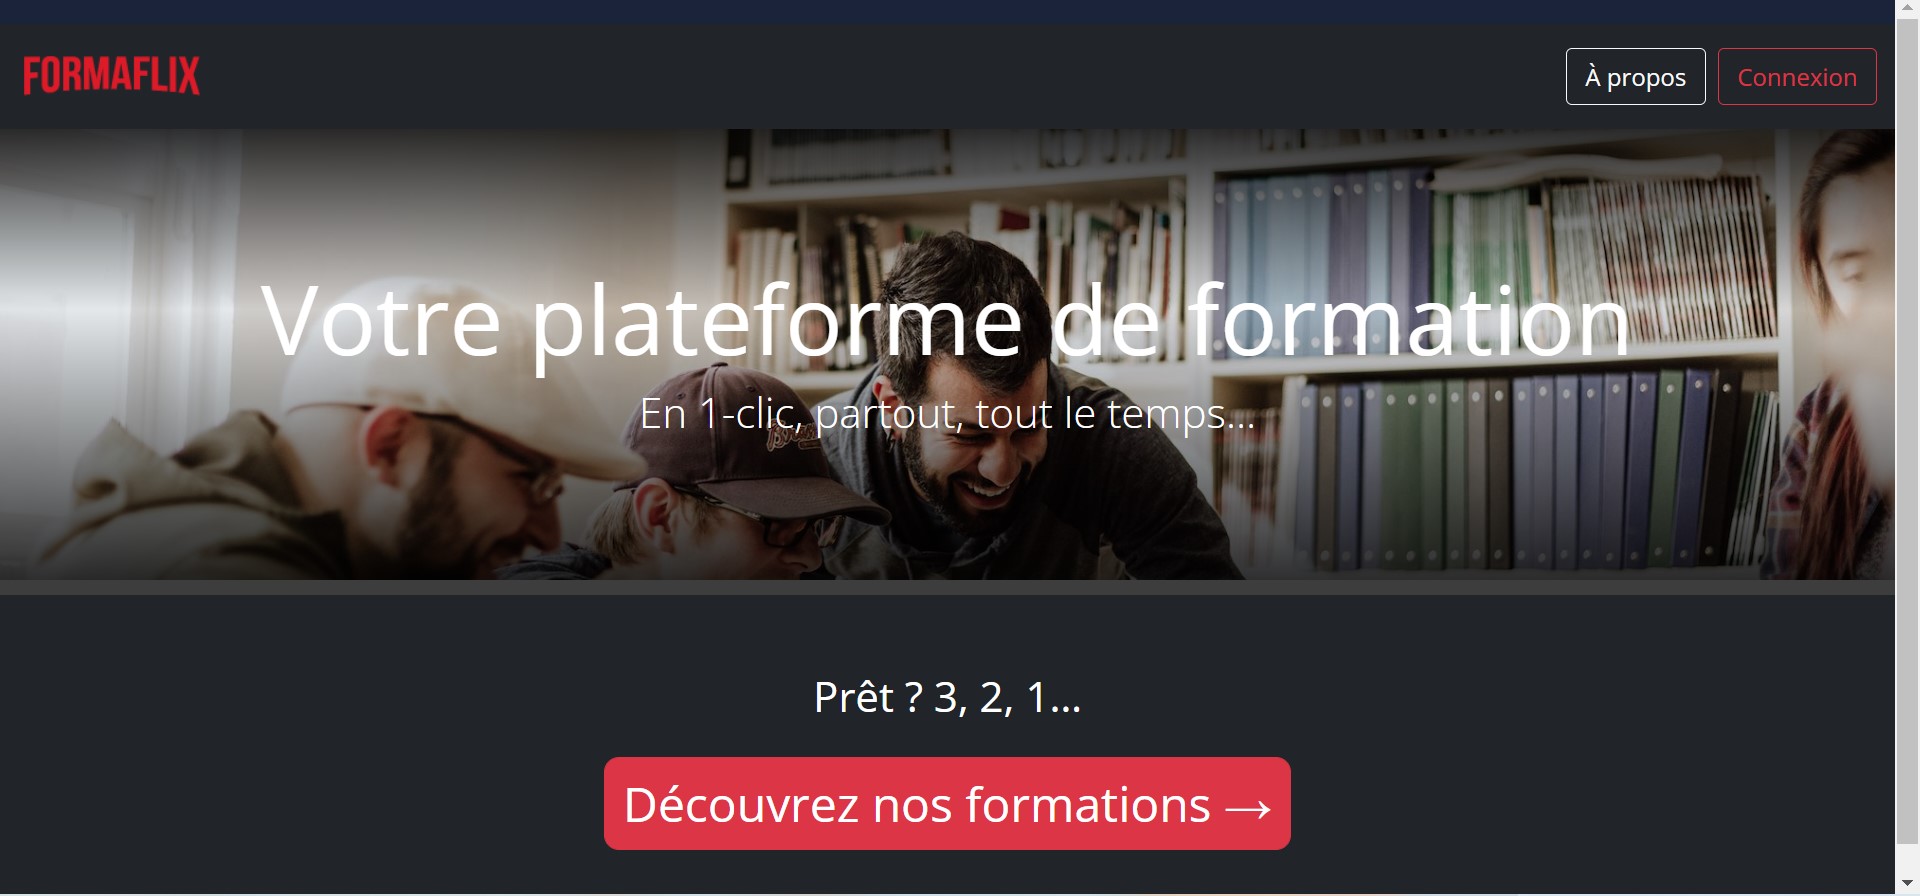 FORMAFLIX
À propos
Connexion
Votre plateforme de formation
En 1-clic, partout, tout le temps...
Prêt ? 3, 2, 1...
Découvrez nos formations →